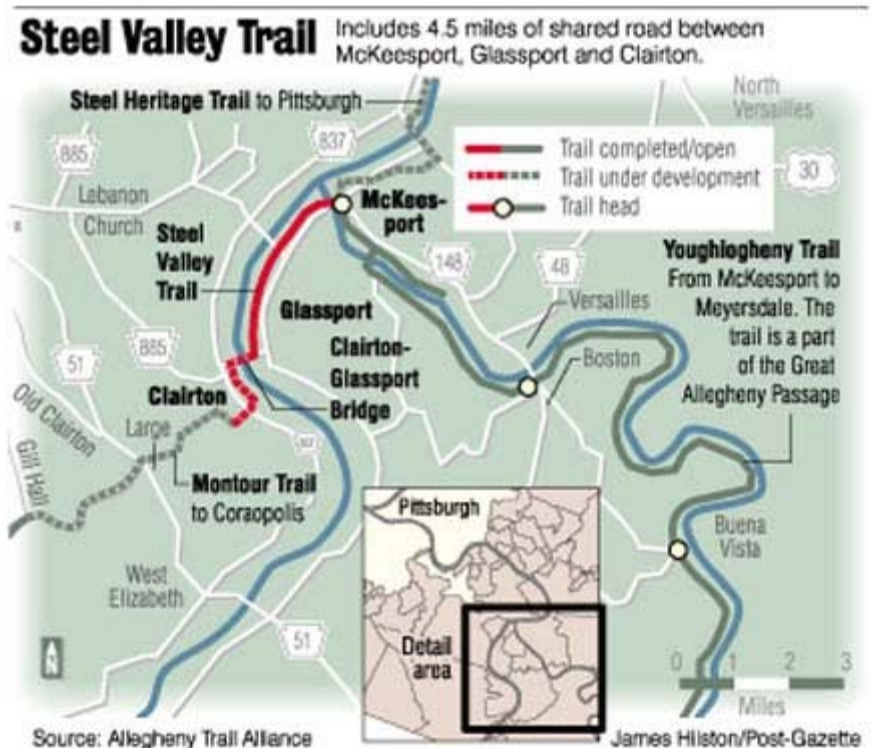 Steel Valley Trail
Includes 4.5 miles of shared road between
McKeesport, Glassport and Clairton.
Steel Heritage Trail to Pittsburgh
North
Versailles
885
837
Trail completed/open
Trail under development
Trail head
30
Lebanon
Church
McKees-
port
Steel
Valley
Trail
148
48
Youghiogheny Trail
From McKeesport to
Meyersdale. The
trail is a part
of the Great
Allegheny Passage
Glassport
Versailles
885
51
Clairton-
Glassport
Bridge
Boston
Clairton
Old Clairton
Large
Gill Hall
Montour Trail
to Coraopolis
Pittsburgh
Buena
Vista
West
Elizabeth
51
Detail
area
N
0 1 2 3
Miles
Source: Allegheny Trail Alliance
James Hilston/Post-Gazette